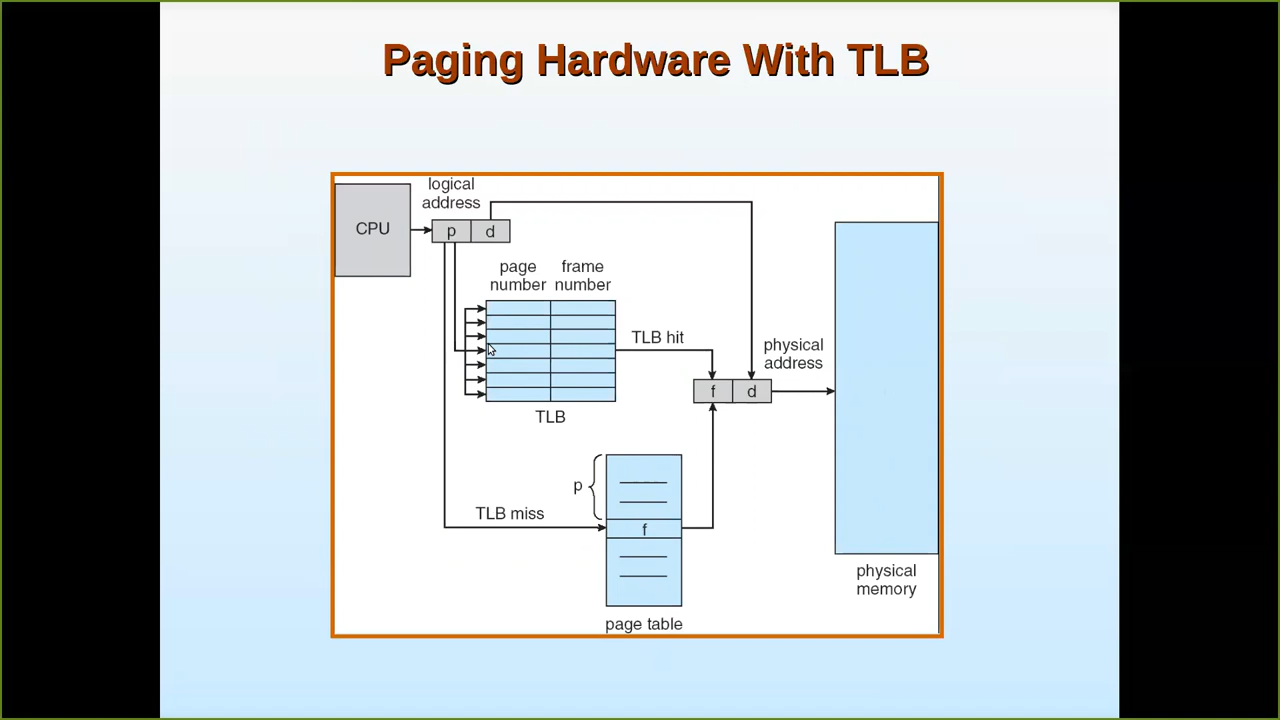 Paging Hardware With TLB
logical
address
CPU
p d
page frame
number number
TLB hit
physical
address
f d
TLB
p
TLB miss
f
physical
memory
page table